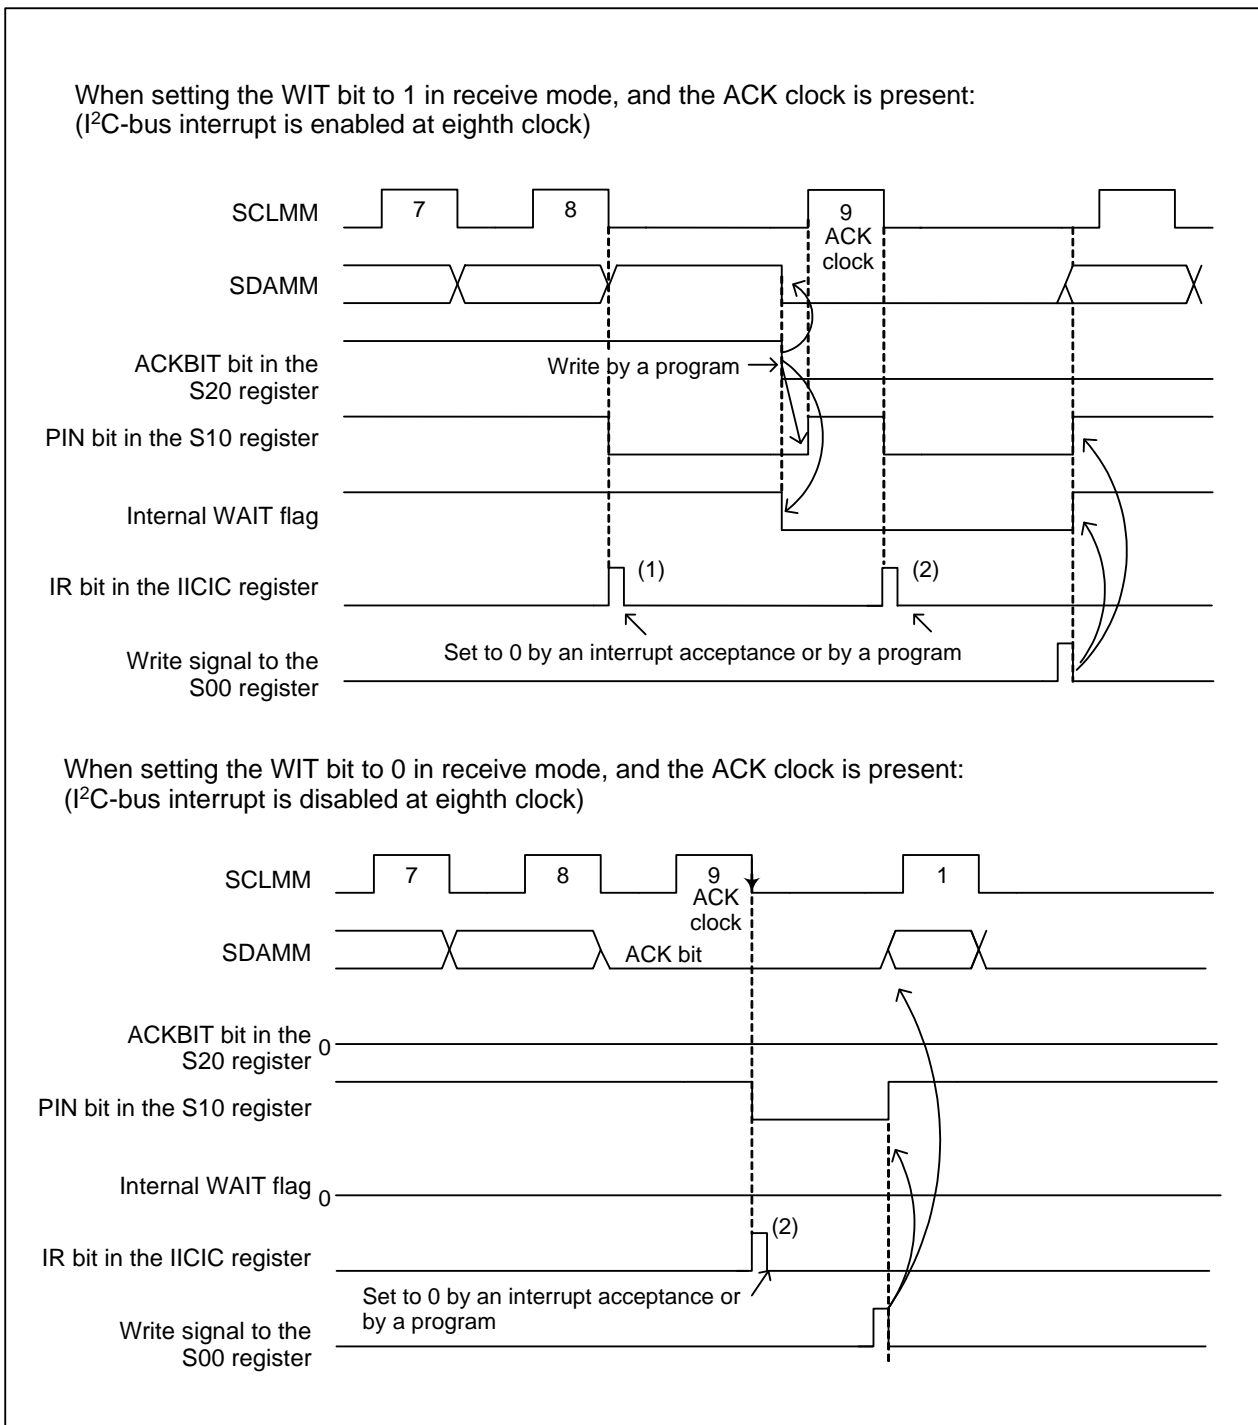 When setting the WIT bit to 1 in receive mode, and the ACK clock is present:
(I²C-bus interrupt is enabled at eighth clock)
SCLMM
7
8
9
ACK
clock
SDAMM
ACKBIT bit in the
S20 register
Write by a program
PIN bit in the S10 register
Internal WAIT flag
IR bit in the IICIC register
(1)
(2)
Set to 0 by an interrupt acceptance or by a program
Write signal to the
S00 register
When setting the WIT bit to 0 in receive mode, and the ACK clock is present:
(I²C-bus interrupt is disabled at eighth clock)
SCLMM
7
8
9
ACK
clock
1
SDAMM
ACK bit
ACKBIT bit in the
S20 register
0
PIN bit in the S10 register
Internal WAIT flag
0
IR bit in the IICIC register
(2)
Set to 0 by an interrupt acceptance or
by a program
Write signal to the
S00 register